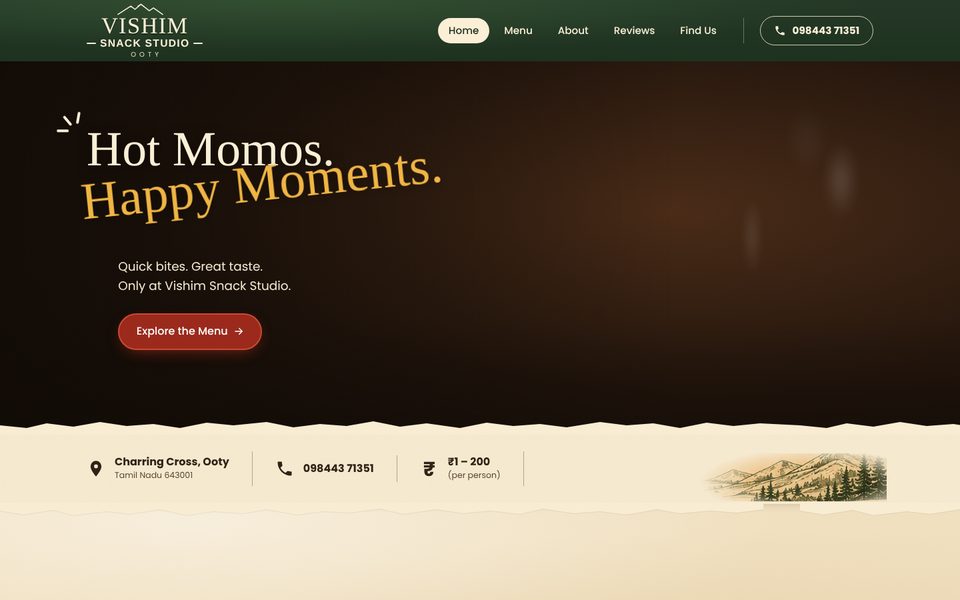 VISHIM
SNACK STUDIO
OOTY
Home
Menu
About
Reviews
Find Us
098443 71351
Hot Momos.
Happy Moments.
Quick bites. Great taste.
Only at Vishim Snack Studio.
Explore the Menu →
Charring Cross, Ooty
Tamil Nadu 643001
098443 71351
₹
₹1 – 200
(per person)